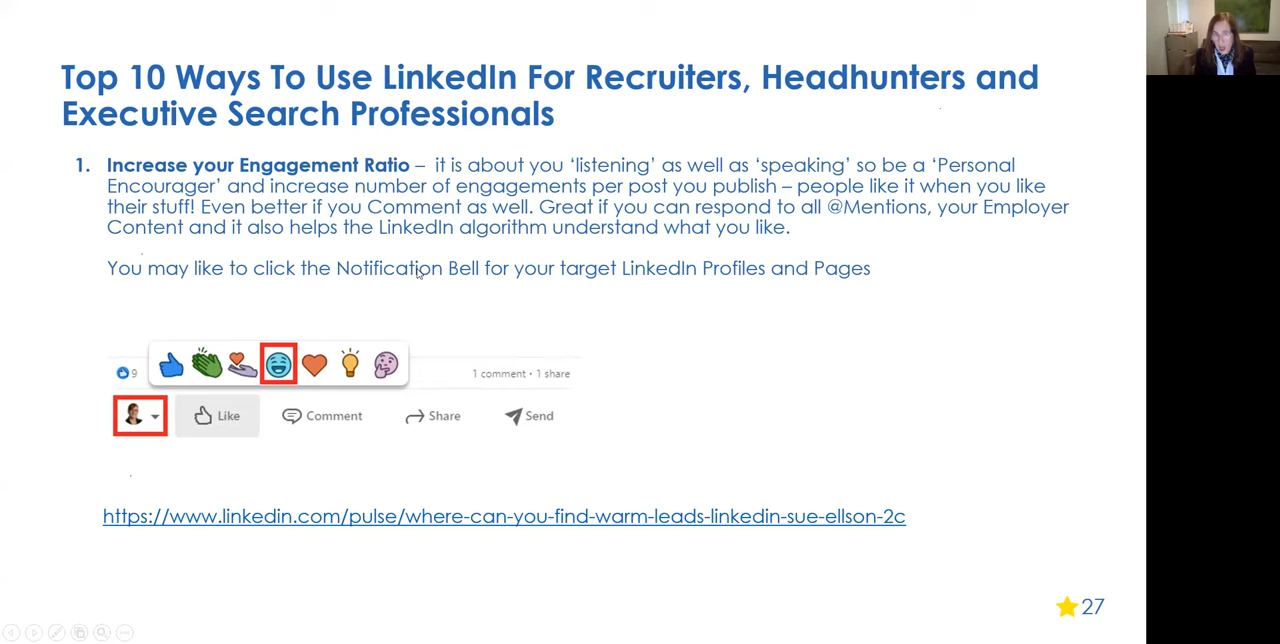 Top 10 Ways To Use LinkedIn For Recruiters, Headhunters and
Executive Search Professionals
1. Increase your Engagement Ratio – it is about you ‘listening’ as well as ‘speaking’ so be a ‘Personal
Encourager’ and increase number of engagements per post you publish – people like it when you like
their stuff! Even better if you Comment as well. Great if you can respond to all @Mentions, your Employer
Content and it also helps the LinkedIn algorithm understand what you like.
You may like to click the Notification Bell for your target LinkedIn Profiles and Pages
9 1 comment • 1 share
Like Comment Share Send
https://www.linkedin.com/pulse/where-can-you-find-warm-leads-linkedin-sue-ellson-2c
27